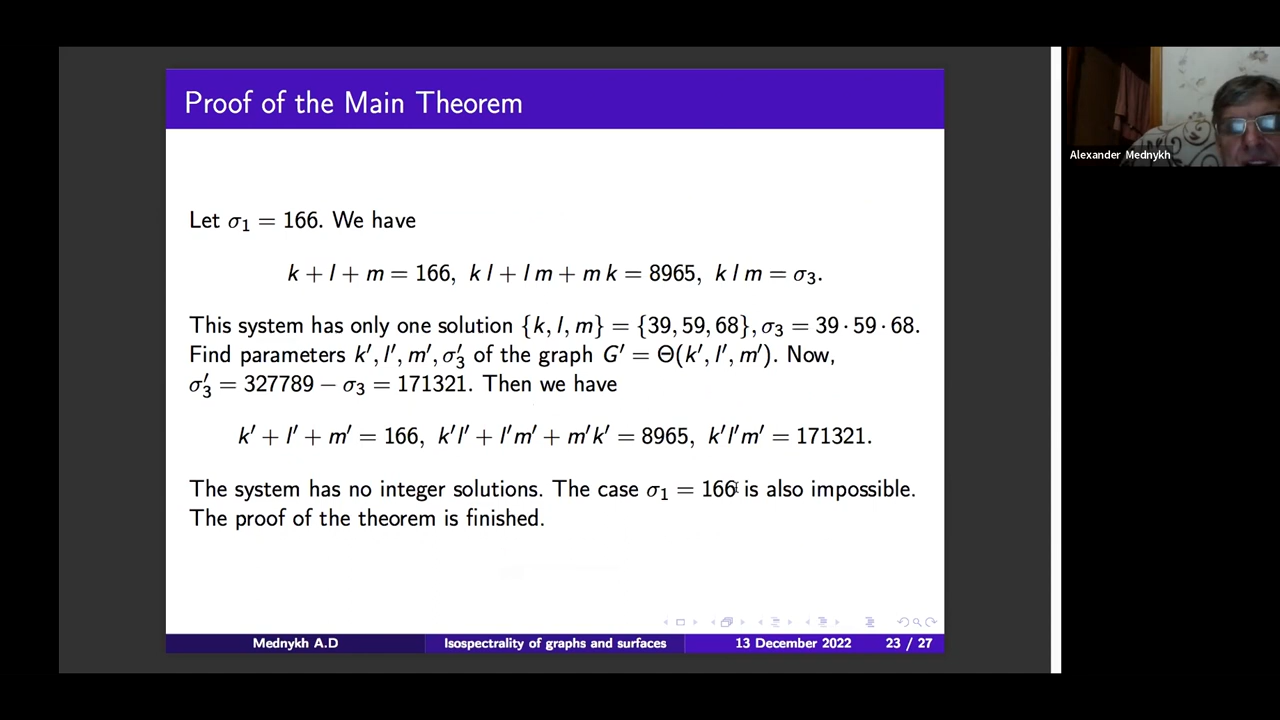 Proof of the Main Theorem
Let σ₁ = 166. We have
k + l + m = 166, k l + l m + m k = 8965, k l m = σ₃.
This system has only one solution {k, l, m} = {39, 59, 68}, σ₃ = 39 · 59 · 68.
Find parameters k′, l′, m′, σ′₃ of the graph G′ = Θ(k′, l′, m′). Now,
σ′₃ = 327789 − σ₃ = 171321. Then we have
k′ + l′ + m′ = 166, k′l′ + l′m′ + m′k′ = 8965, k′l′m′ = 171321.
The system has no integer solutions. The case σ₁ = 166 is also impossible.
The proof of the theorem is finished.
Mednykh A.D
Isospectrality of graphs and surfaces
13 December 2022
23 / 27
Alexander Mednykh